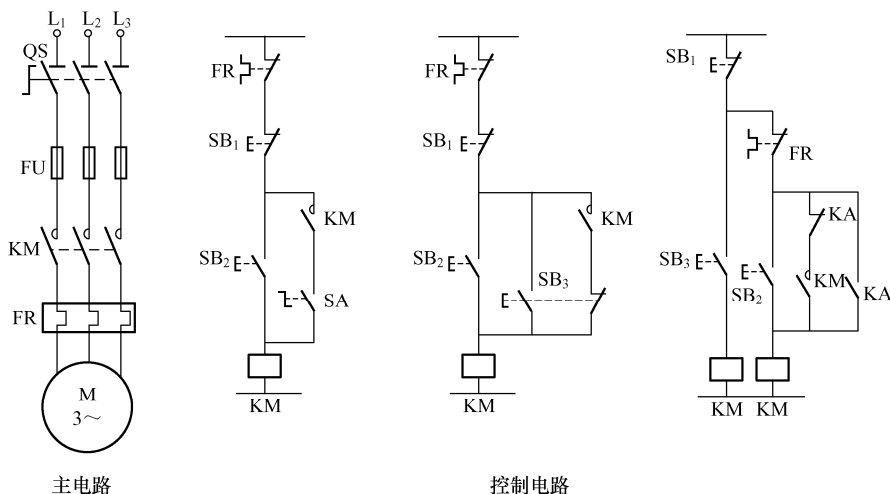 L₁ L₂ L₃
QS
FU
KM
FR
M
3～
主电路
FR
SB₁
KM
SB₂
SA
KM
FR
SB₁
KM
SB₂
SB₃
KM
SB₁
FR
KA
SB₃
KM
SB₂
KA
KM KM
控制电路